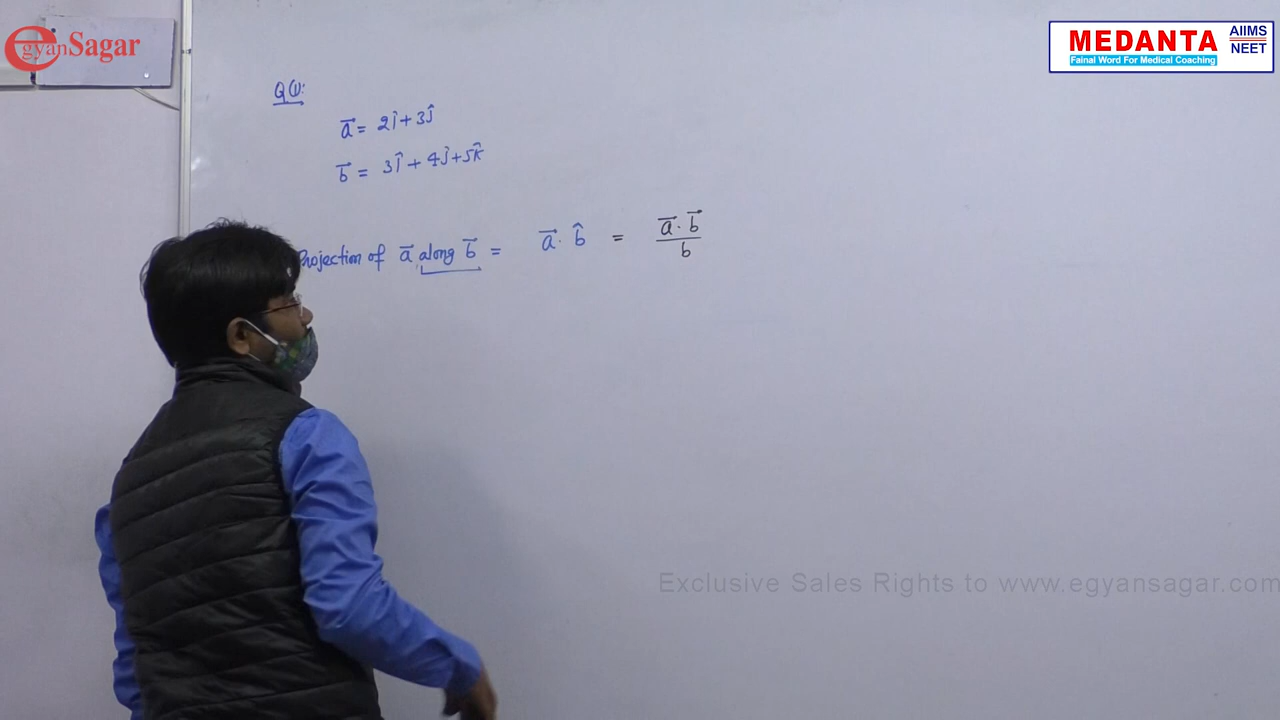 egyanSagar
MEDANTA AIIMS NEET
Fainal Word For Medical Coaching
Q(1):
a⃗ = 2î + 3ĵ
b⃗ = 3î + 4ĵ + 5k̂
Projection of a⃗ along b⃗ = a⃗ · b̂ = a⃗ · b⃗ / b
Exclusive Sales Rights to www.egyansagar.com